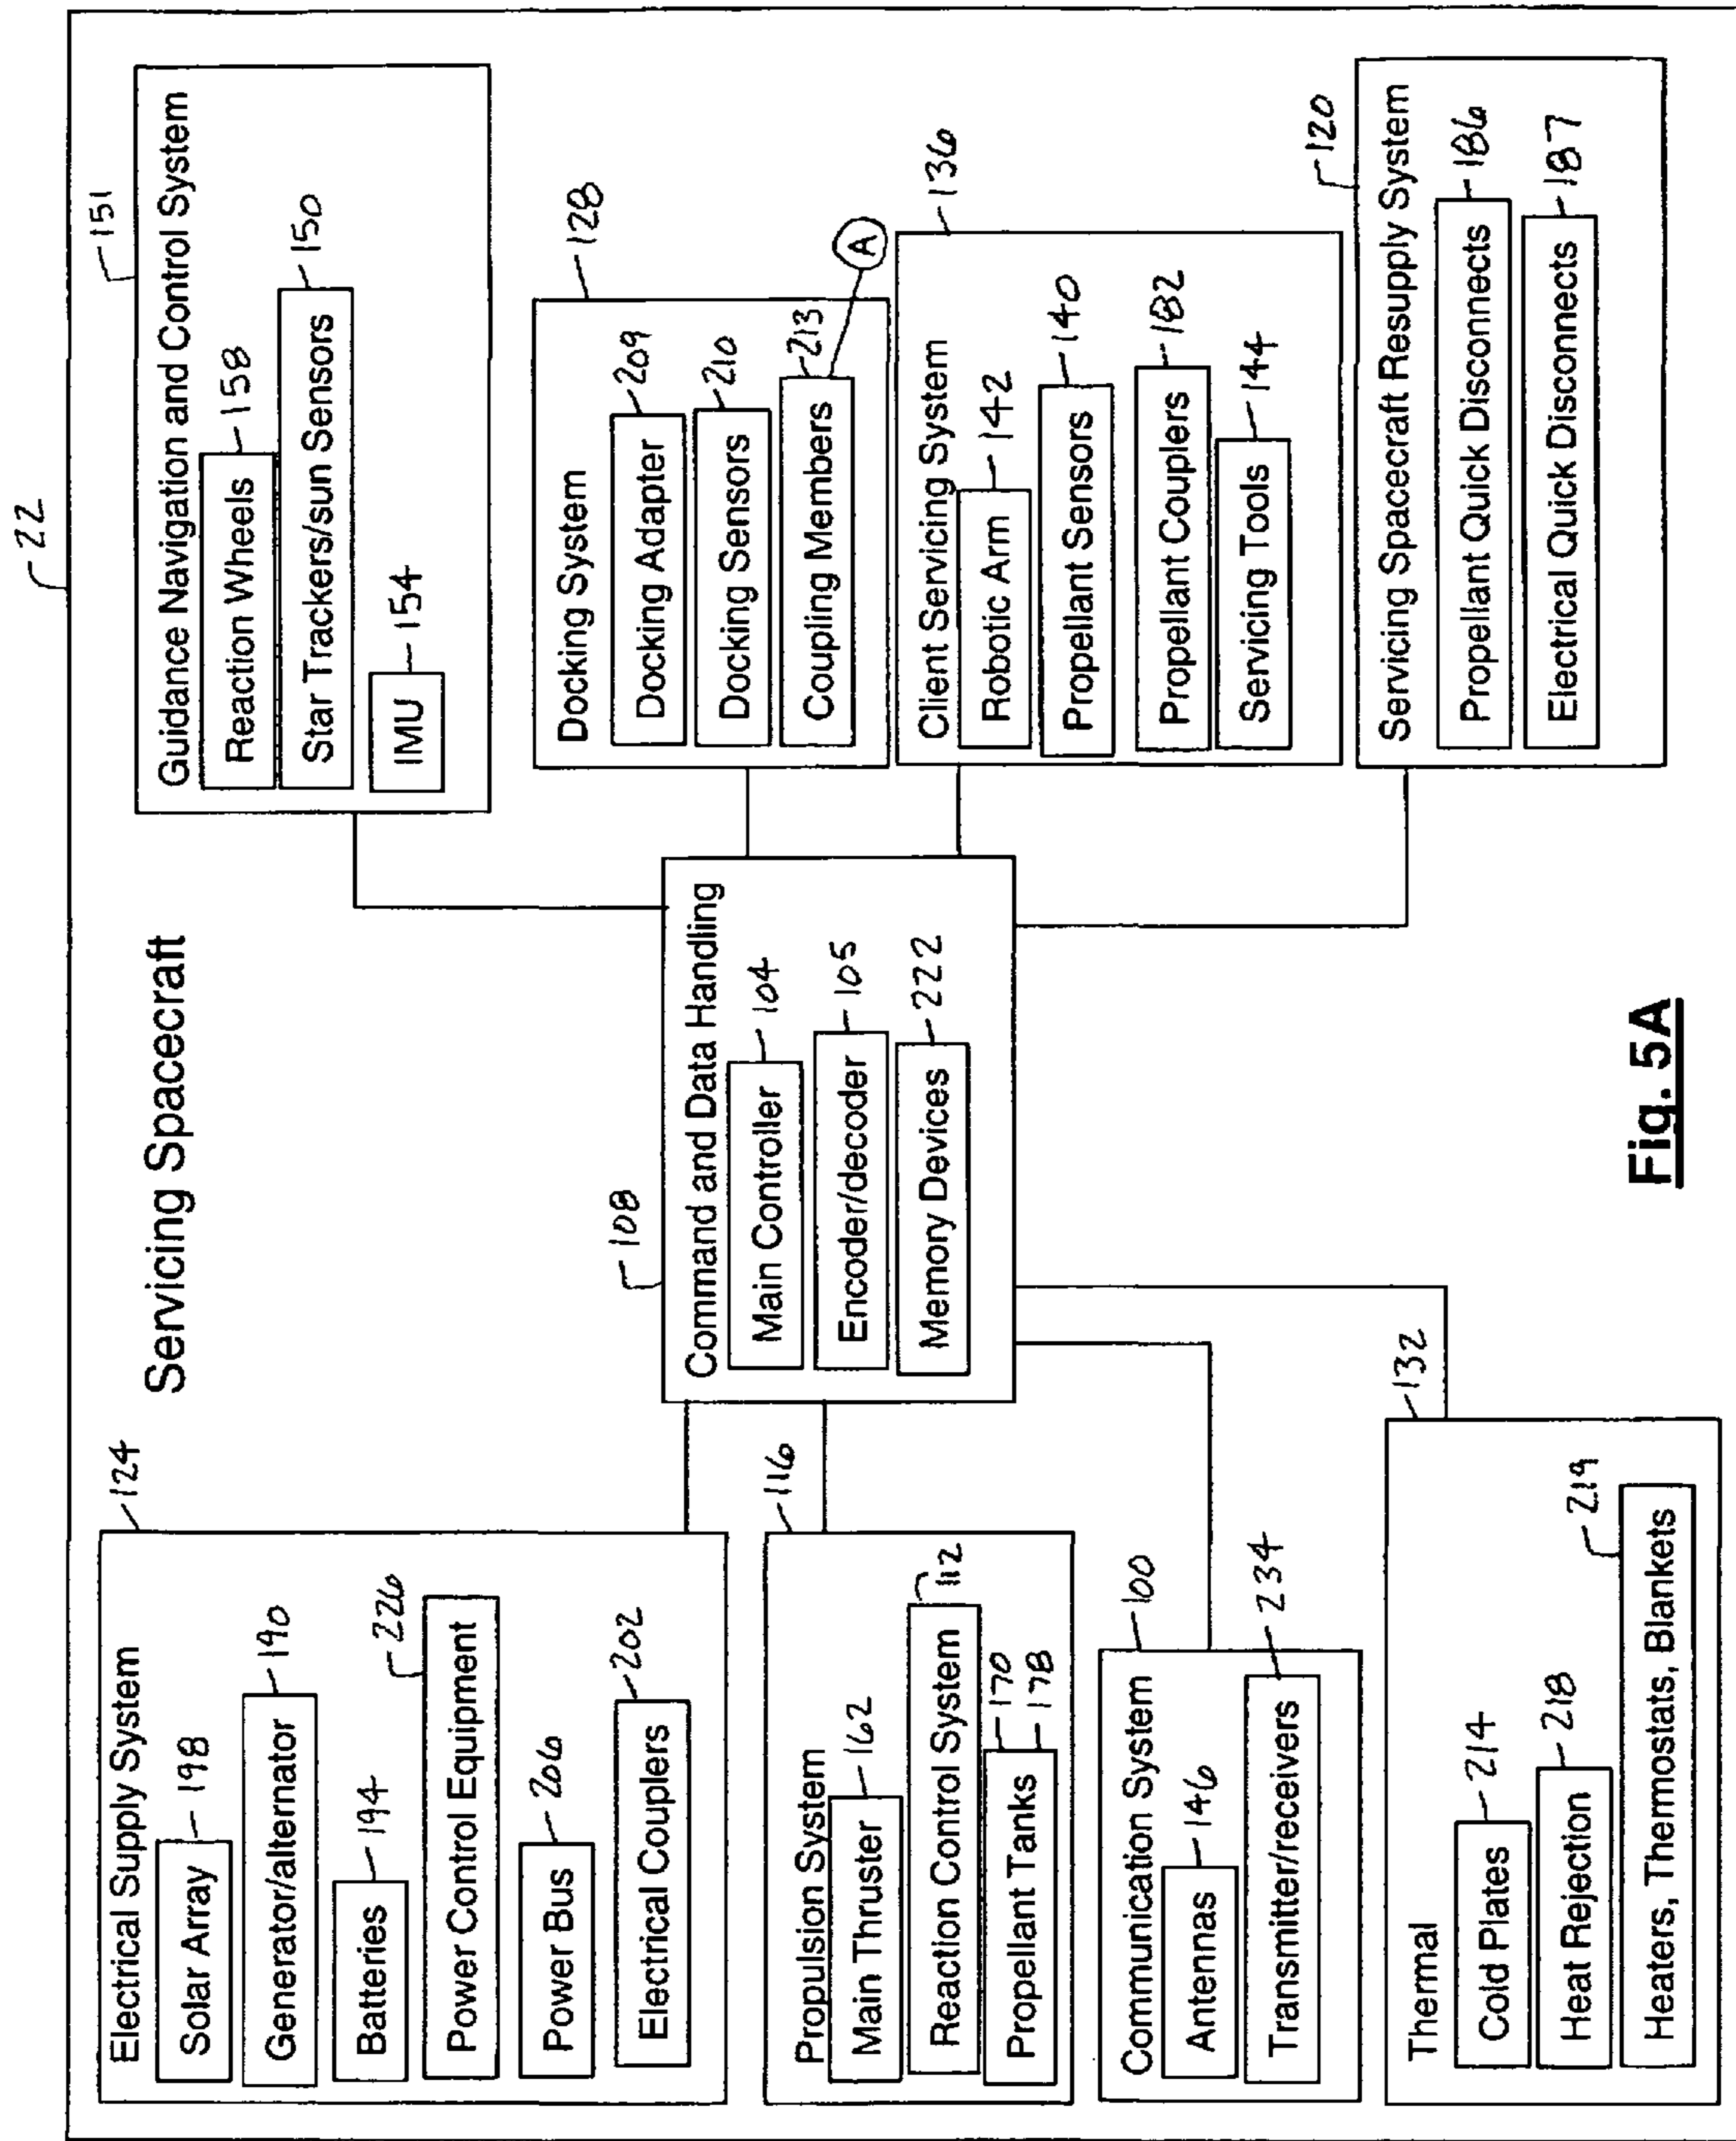 22
Servicing Spacecraft
124
Electrical Supply System
Solar Array
198
Generator/alternator
190
Batteries
194
Power Control Equipment
226
Power Bus
206
Electrical Couplers
202
116
Propulsion System
Main Thruster
162
Reaction Control System
112
Propellant Tanks
170
178
100
Communication System
Antennas
146
Transmitter/receivers
234
132
Thermal
Cold Plates
214
Heat Rejection
218
Heaters, Thermostats, Blankets
219
108
Command and Data Handling
Main Controller
104
Encoder/decoder
105
Memory Devices
222
151
Guidance Navigation and Control System
Reaction Wheels
158
Star Trackers/sun Sensors
150
IMU
154
128
Docking System
Docking Adapter
209
Docking Sensors
210
Coupling Members
213
A
136
Client Servicing System
Robotic Arm
142
Propellant Sensors
140
Propellant Couplers
182
Servicing Tools
144
120
Servicing Spacecraft Resupply System
Propellant Quick Disconnects
186
Electrical Quick Disconnects
187
Fig. 5A